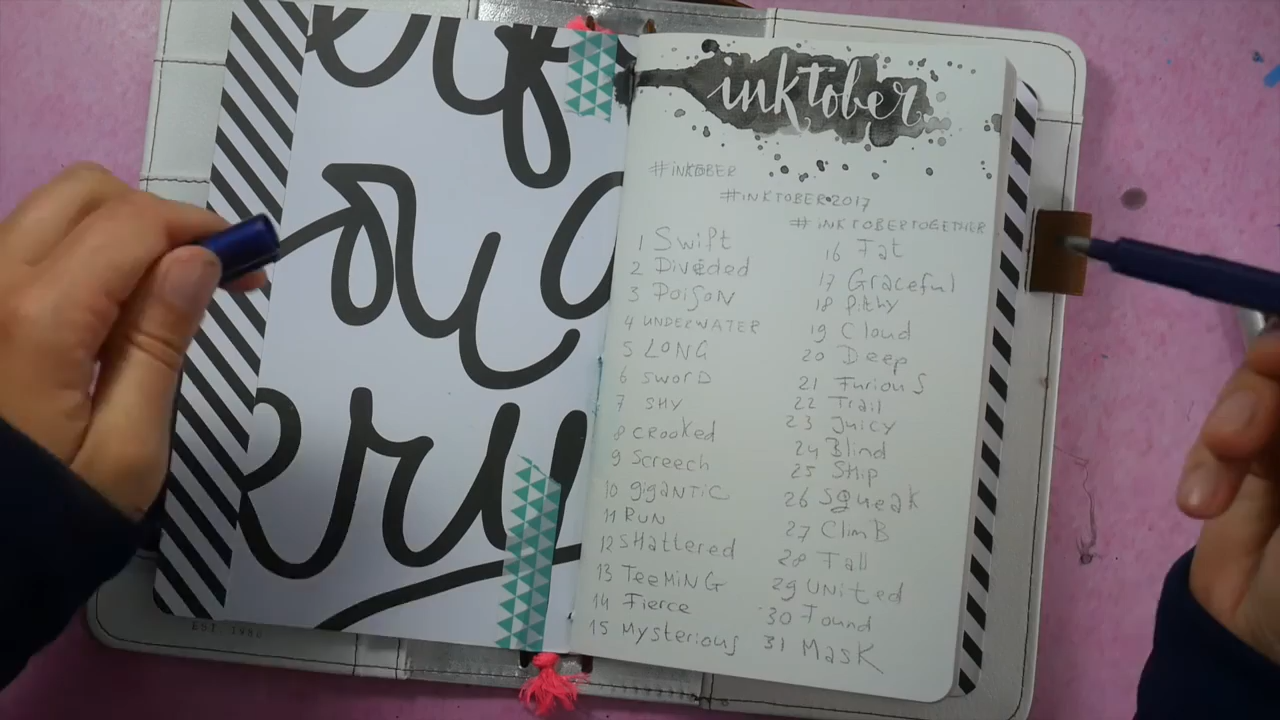 inktober
#INKTOBER
#INKTOBER2017
#INKTOBERTOGETHER
1 Swift
2 Divided
3 Poison
4 UNDERWATER
5 LONG
6 SWORD
7 SHY
8 CROOKed
9 Screech
10 gigANTiC
11 RUN
12 SHattered
13 TeeMiNG
14 Fierce
15 Mysterious
16 Fat
17 Graceful
18 Filthy
19 Cloud
20 Deep
21 FuriouS
22 Trail
23 Juicy
24 Blind
25 Ship
26 Squeak
27 ClimB
28 Fall
29 UNited
30 Found
31 MasK
EST 1982